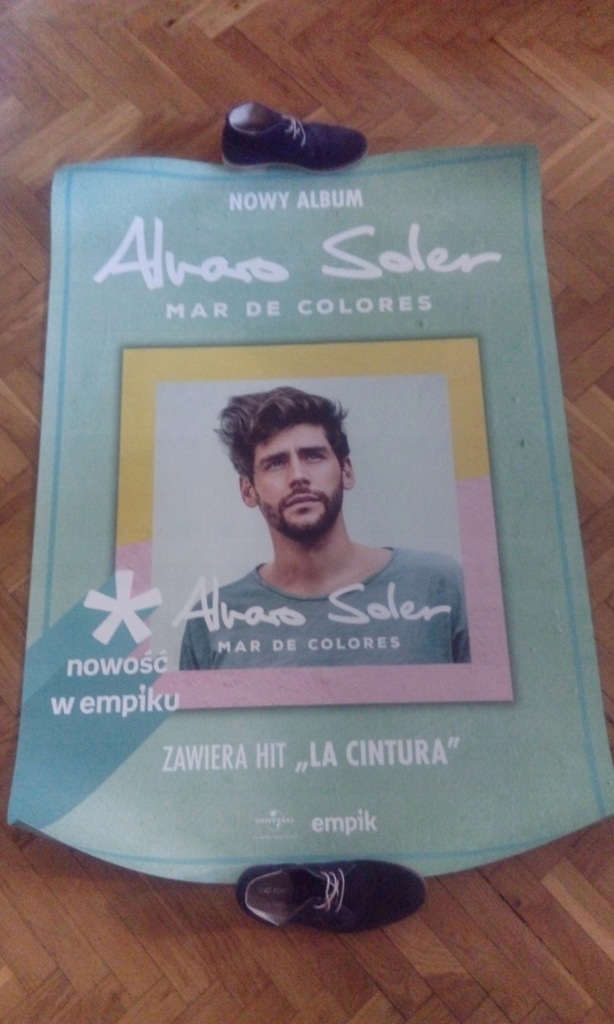 NOWY ALBUM
Alvaro Soler
MAR DE COLORES
Alvaro Soler
MAR DE COLORES
nowość
w empiku
ZAWIERA HIT „LA CINTURA”
UNIVERSAL
empik